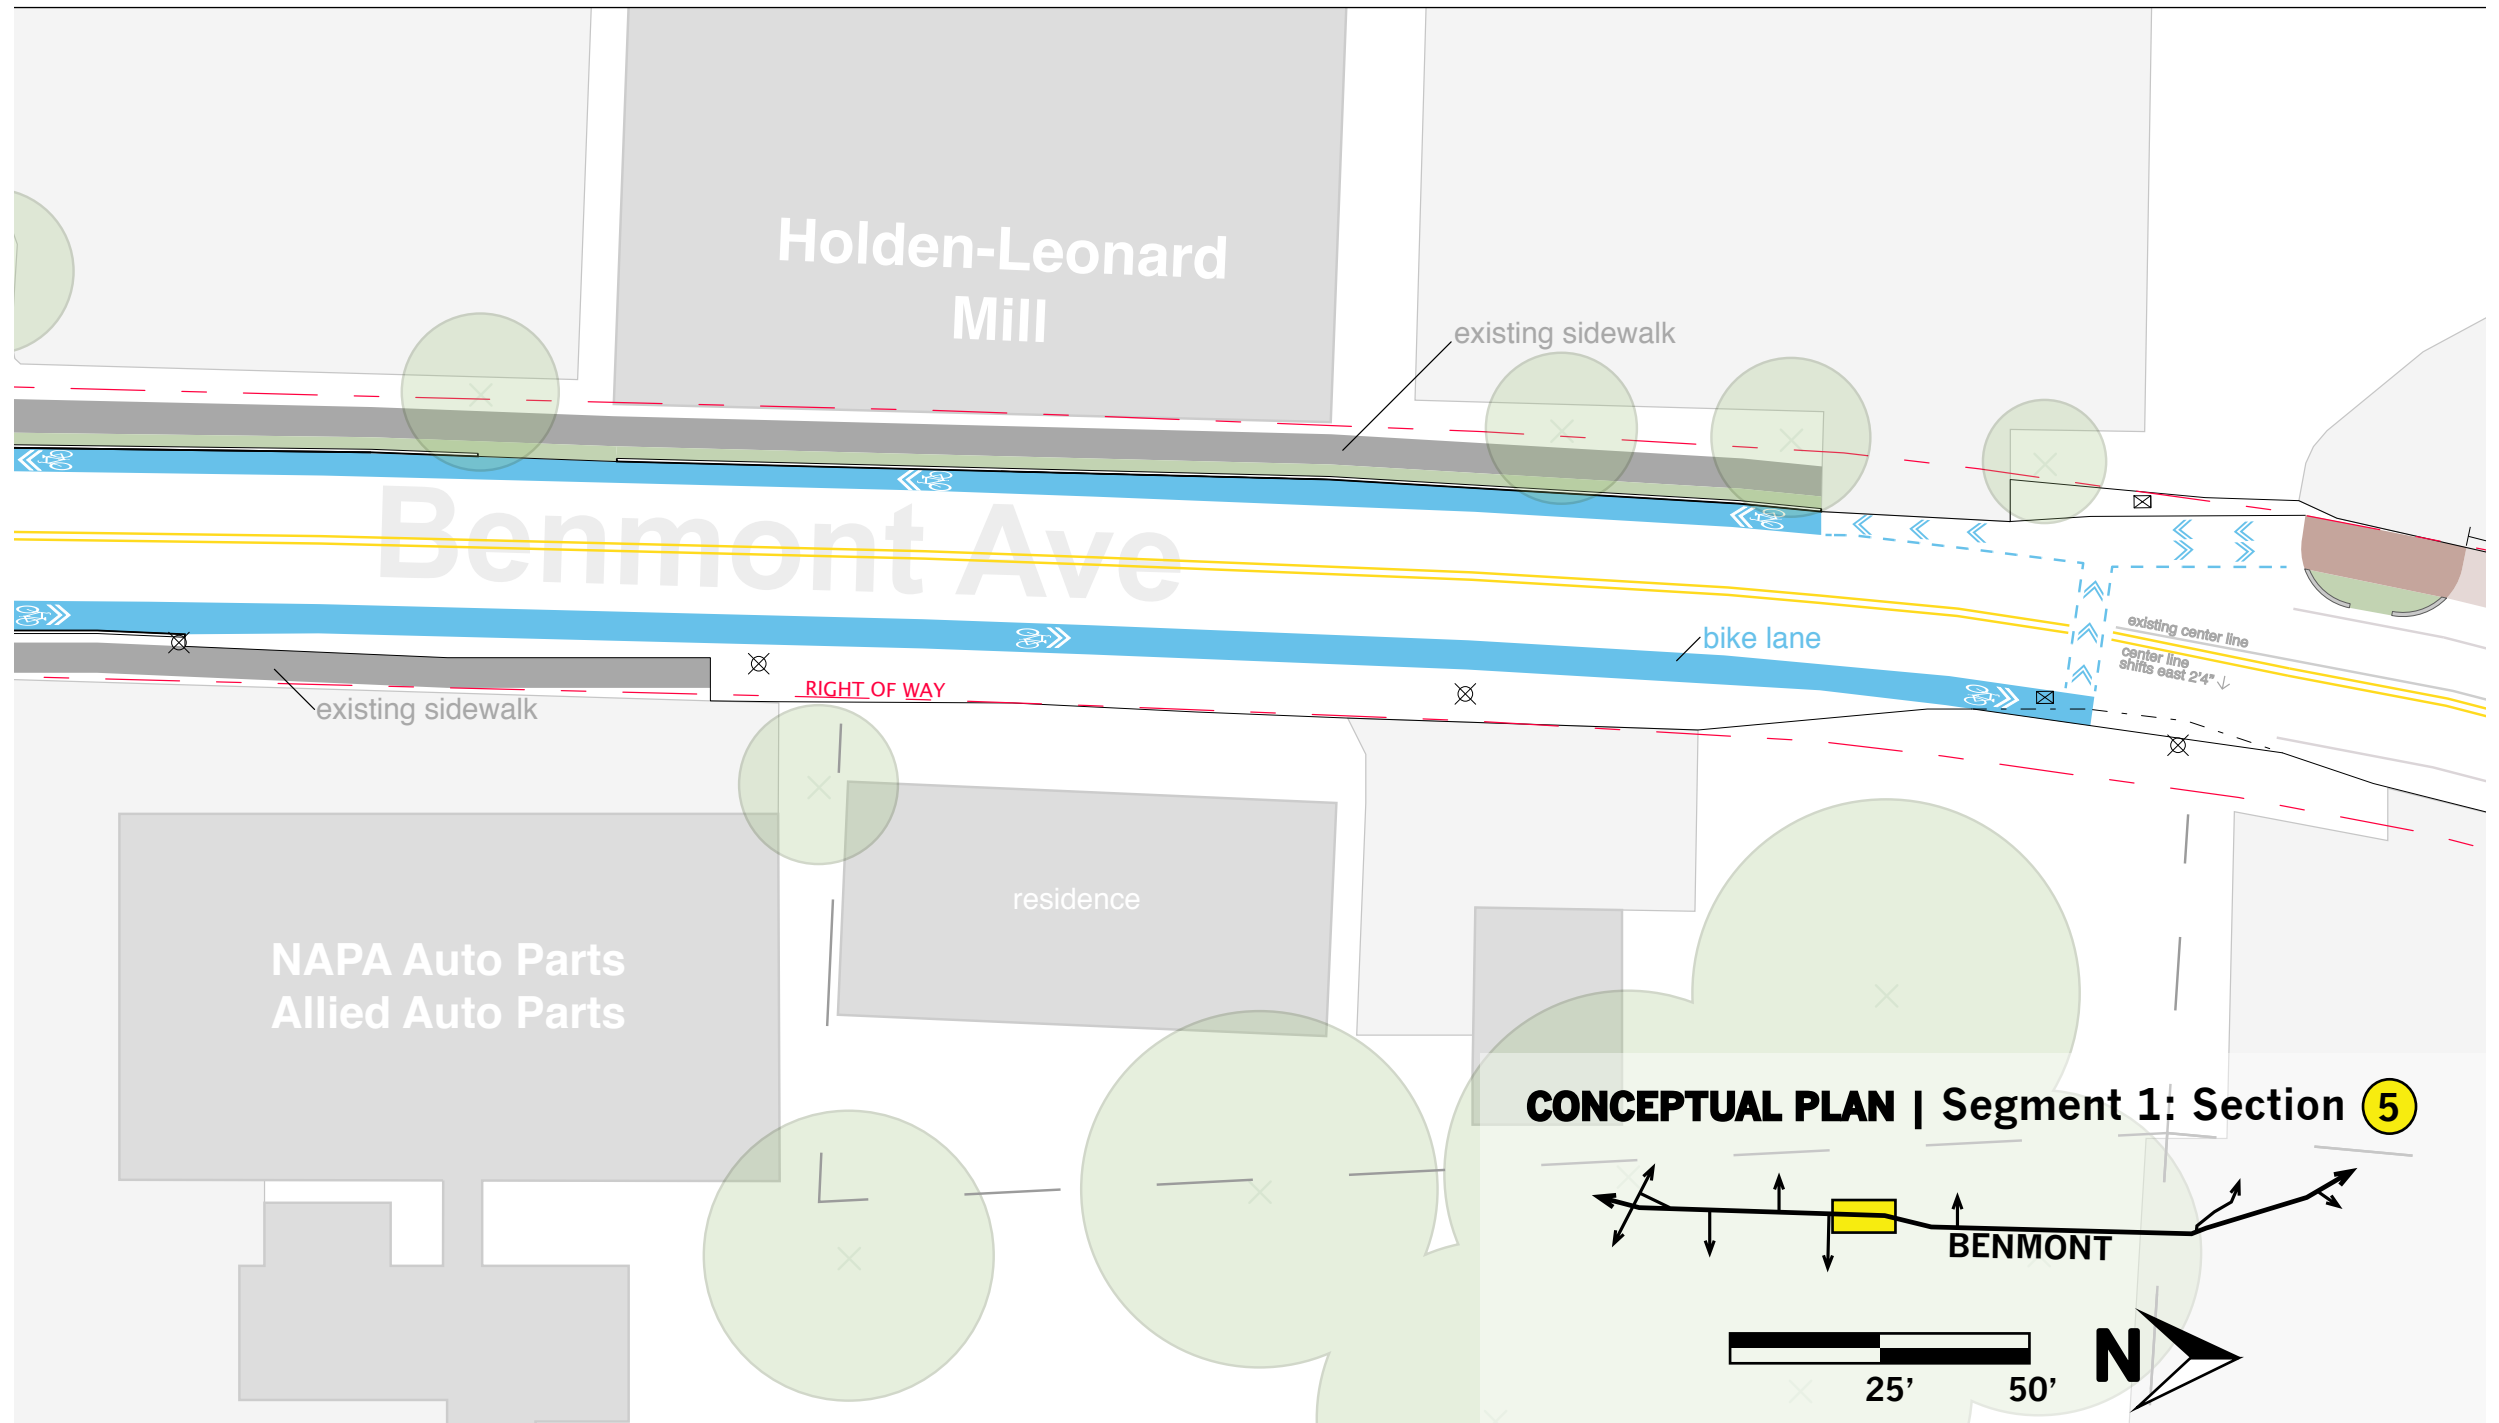 Holden-Leonard
Mill
existing sidewalk
Benmont Ave
existing center line
center line
shifts east 2'4"
bike lane
RIGHT OF WAY
existing sidewalk
residence
NAPA Auto Parts
Allied Auto Parts
CONCEPTUAL PLAN | Segment 1: Section 5
BENMONT
25’
50’
N